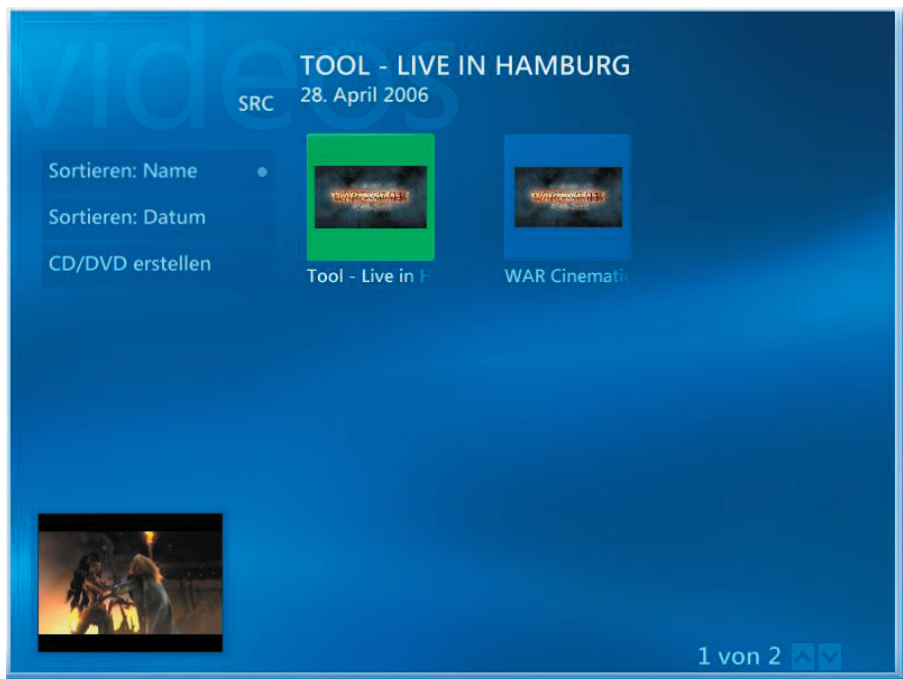 videos
TOOL - LIVE IN HAMBURG
SRC
28. April 2006
Sortieren: Name
Sortieren: Datum
CD/DVD erstellen
Tool - Live in H
WAR Cinematic
1 von 2